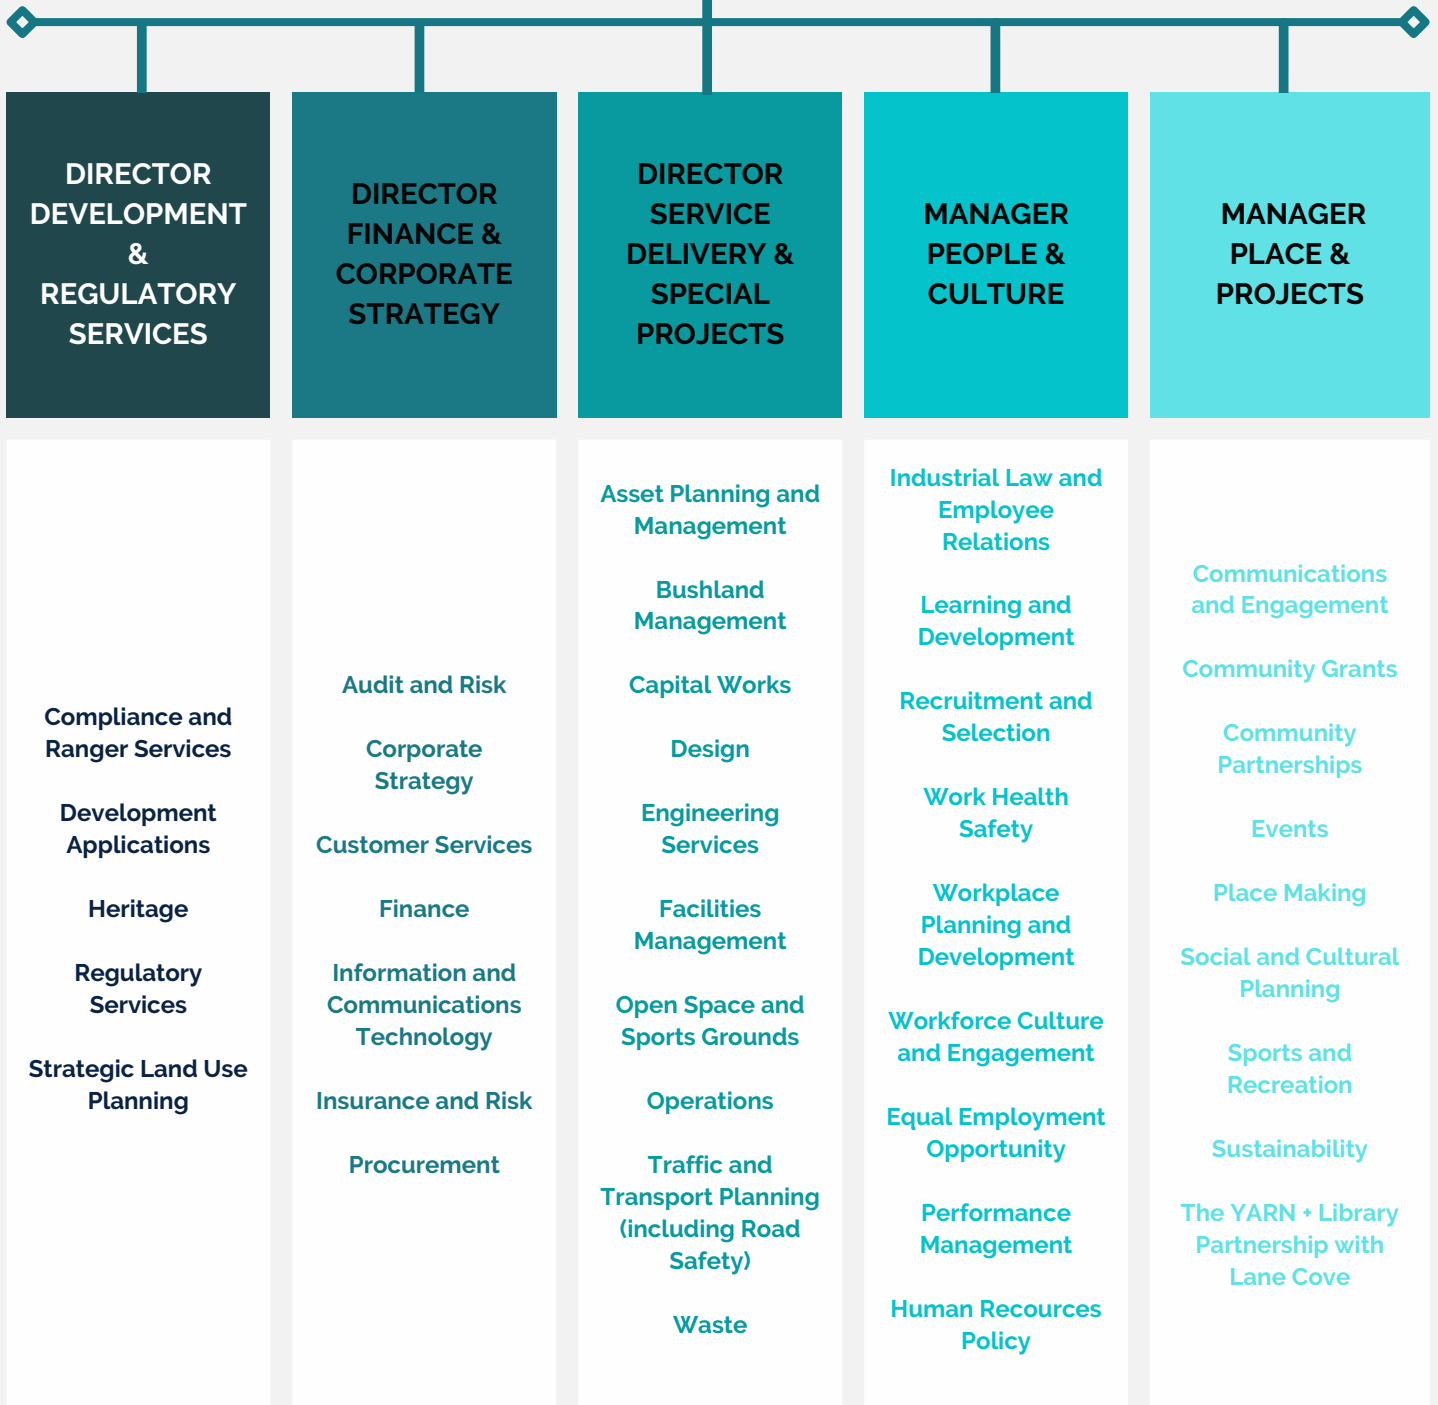 DIRECTOR
DEVELOPMENT
&
REGULATORY
SERVICES
DIRECTOR
FINANCE &
CORPORATE
STRATEGY
DIRECTOR
SERVICE
DELIVERY &
SPECIAL
PROJECTS
MANAGER
PEOPLE &
CULTURE
MANAGER
PLACE &
PROJECTS
Compliance and
Ranger Services
Development
Applications
Heritage
Regulatory
Services
Strategic Land Use
Planning
Audit and Risk
Corporate
Strategy
Customer Services
Finance
Information and
Communications
Technology
Insurance and Risk
Procurement
Asset Planning and
Management
Bushland
Management
Capital Works
Design
Engineering
Services
Facilities
Management
Open Space and
Sports Grounds
Operations
Traffic and
Transport Planning
(including Road
Safety)
Waste
Industrial Law and
Employee
Relations
Learning and
Development
Recruitment and
Selection
Work Health
Safety
Workplace
Planning and
Development
Workforce Culture
and Engagement
Equal Employment
Opportunity
Performance
Management
Human Recources
Policy
Communications
and Engagement
Community Grants
Community
Partnerships
Events
Place Making
Social and Cultural
Planning
Sports and
Recreation
Sustainability
The YARN + Library
Partnership with
Lane Cove